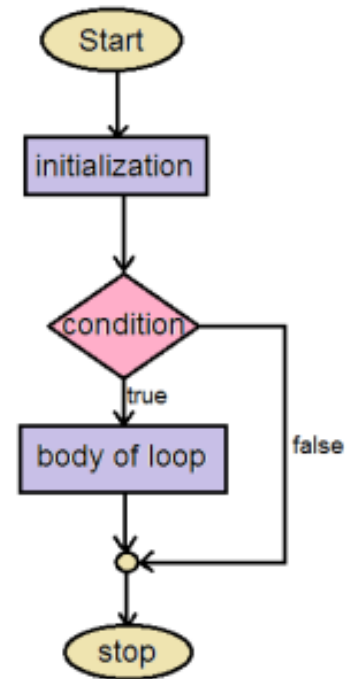 Start
initialization
condition
true
false
body of loop
stop